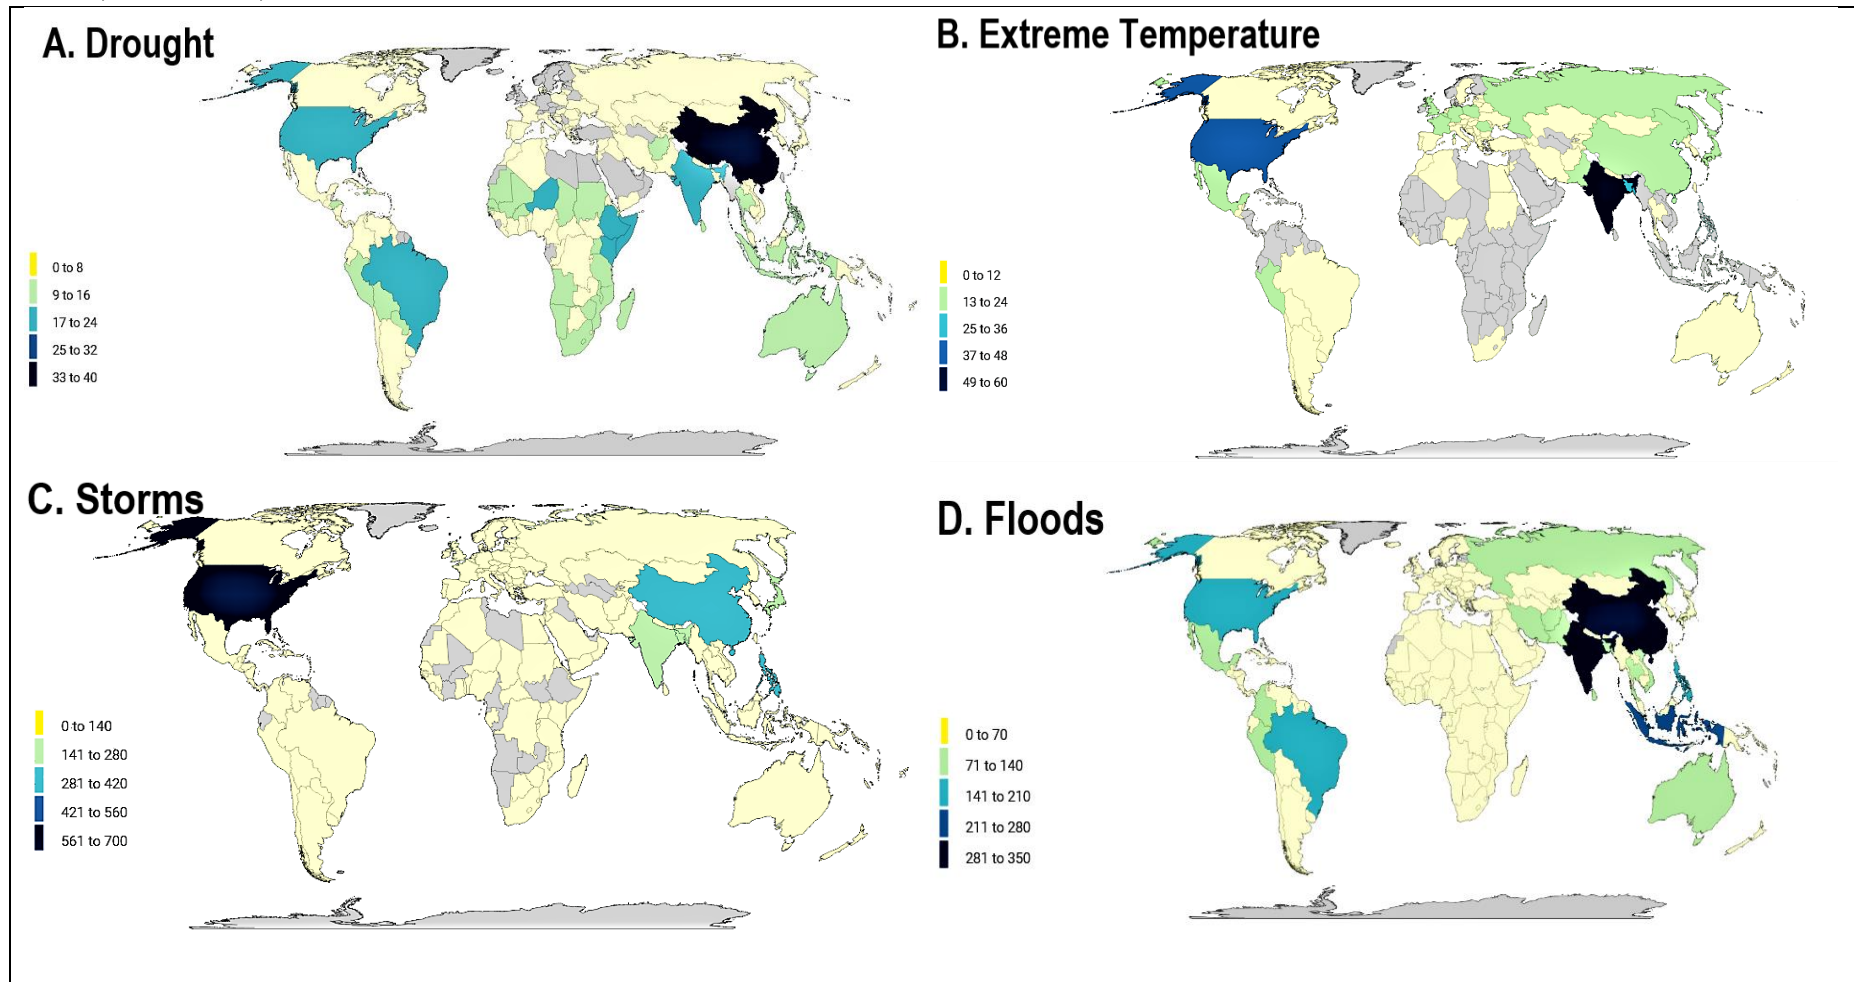 A. Drought
0 to 8
9 to 16
17 to 24
25 to 32
33 to 40
B. Extreme Temperature
0 to 12
13 to 24
25 to 36
37 to 48
49 to 60
C. Storms
0 to 140
141 to 280
281 to 420
421 to 560
561 to 700
D. Floods
0 to 70
71 to 140
141 to 210
211 to 280
281 to 350